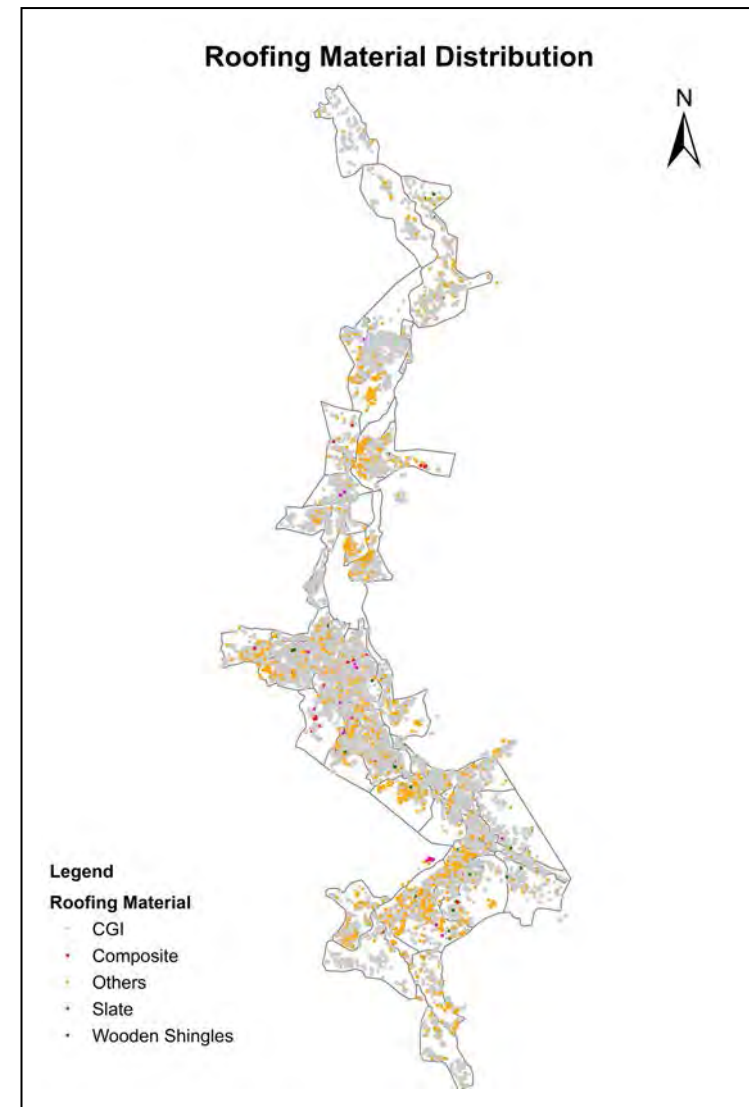 Roofing Material Distribution
N
Legend
Roofing Material
CGI
Composite
Others
Slate
Wooden Shingles